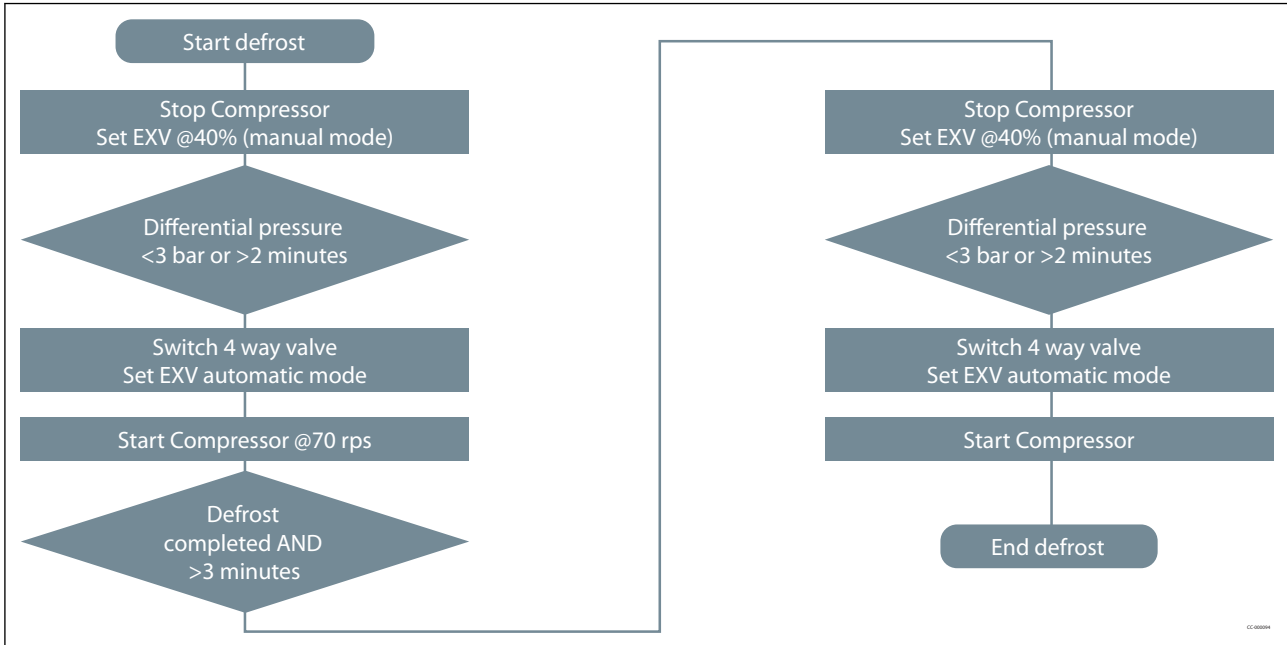 Start defrost
Stop Compressor
Set EXV @40% (manual mode)
Differential pressure
<3 bar or >2 minutes
Switch 4 way valve
Set EXV automatic mode
Start Compressor @70 rps
Defrost
completed AND
>3 minutes
Stop Compressor
Set EXV @40% (manual mode)
Differential pressure
<3 bar or >2 minutes
Switch 4 way valve
Set EXV automatic mode
Start Compressor
End defrost